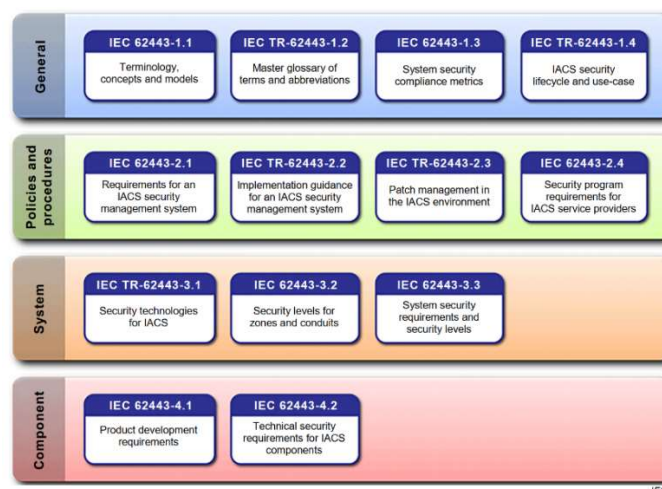 General
IEC 62443-1.1
Terminology,
concepts and models
IEC TR-62443-1.2
Master glossary of
terms and abbreviations
IEC 62443-1.3
System security
compliance metrics
IEC TR-62443-1.4
IACS security
lifecycle and use-case
Policies and
procedures
IEC 62443-2.1
Requirements for an
IACS security
management system
IEC TR-62443-2.2
Implementation guidance
for an IACS security
management system
IEC TR-62443-2.3
Patch management in
the IACS environment
IEC 62443-2.4
Security program
requirements for
IACS service providers
System
IEC TR-62443-3.1
Security technologies
for IACS
IEC 62443-3.2
Security levels for
zones and conduits
IEC 62443-3.3
System security
requirements and
security levels
Component
IEC 62443-4.1
Product development
requirements
IEC 62443-4.2
Technical security
requirements for IACS
components